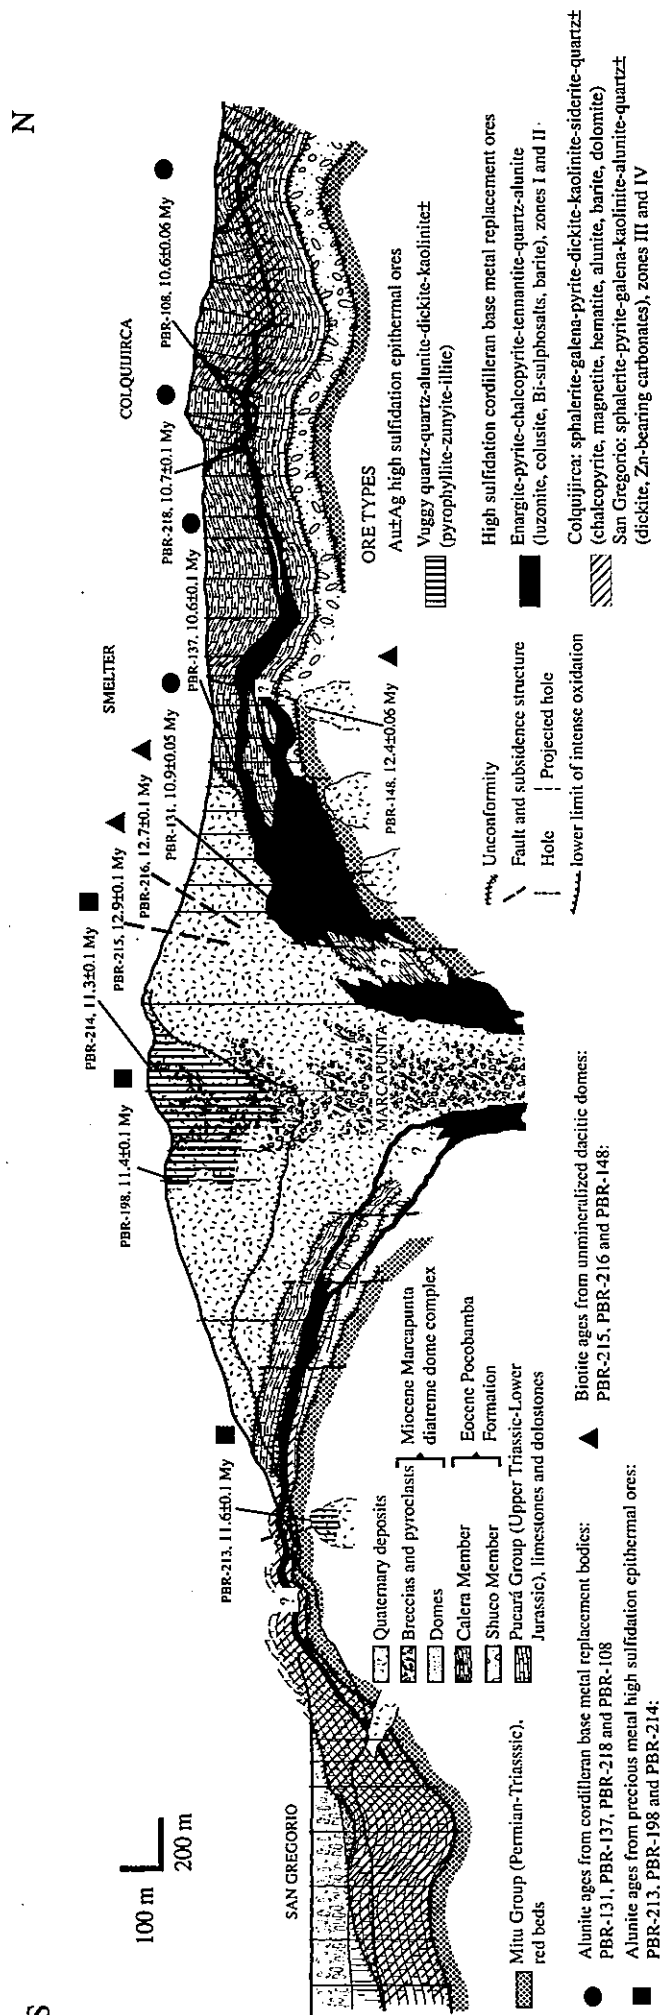 S
N
100 m
200 m
SAN GREGORIO
PBR-213, 11.6±0.1 My
PBR-198, 11.4±0.1 My
PBR-214, 11.3±0.1 My
PBR-215, 12.9±0.1 My
PBR-216, 12.7±0.1 My
PBR-131, 10.9±0.05 My
SMELTER
PBR-137, 10.6±0.1 My
PBR-218, 10.7±0.1 My
COLQUIJIRCA
PBR-108, 10.6±0.06 My
MARCAPUNTA
PBR-148, 12.4±0.06 My
?
?
?
?
Mitu Group (Permian-Triasssic),
red beds
Quaternary deposits
Breccias and pyroclasts
Domes
Miocene Marcapunta
diatreme dome complex
Calera Member
Shuco Member
Eocene Pocobamba
Formation
Pucará Group (Upper Triassic-Lower
Jurassic), limestones and dolostones
Unconformity
Fault and subsidence structure
Hole
Projected hole
lower limit of intense oxidation
ORE TYPES
Au±Ag high sulfidation epithermal ores
Vuggy quartz-quartz-alunite-dickite-kaolinite±
(pyrophyllite-zunyite-illite)
High sulfidation cordilleran base metal replacement ores
Enargite-pyrite-chalcopyrite-tennantite-quartz-alunite
(luzonite, colusite, Bi-sulphosalts, barite), zones I and II
Colquijirca: sphalerite-galena-pyrite-dickite-kaolinite-siderite-quartz±
(chalcopyrite, magnetite, hematite, alunite, barite, dolomite)
San Gregorio: sphalerite-pyrite-galena-kaolinite-alunite-quartz±
(dickite, Zn-bearing carbonates), zones III and IV
Alunite ages from cordilleran base metal replacement bodies:
PBR-131, PBR-137, PBR-218 and PBR-108
Alunite ages from precious metal high sulfidation epithermal ores:
PBR-213, PBR-198 and PBR-214:
Biotite ages from unmineralized dacitic domes:
PBR-215, PBR-216 and PBR-148: